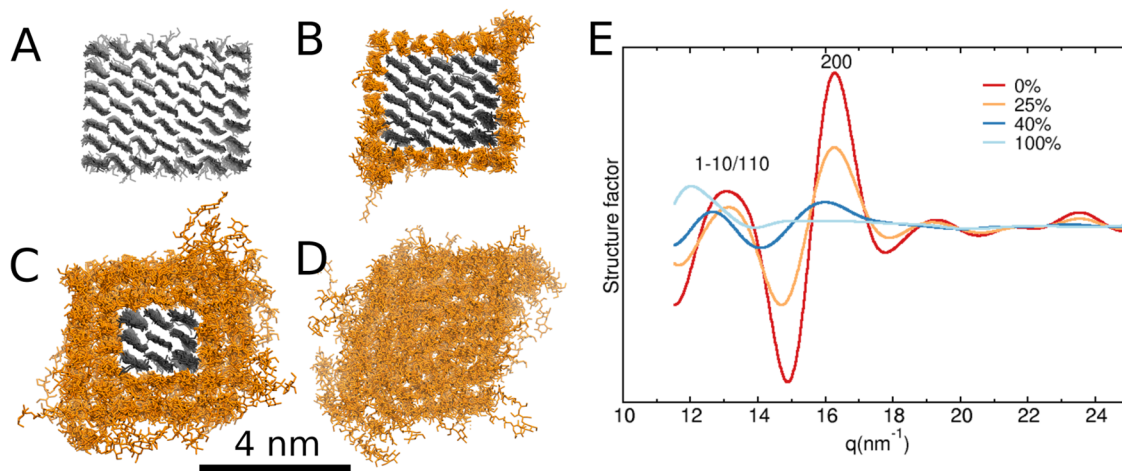 A
B
C
D
4 nm
E
200
1-10/110
0%
25%
40%
100%
Structure factor
10 12 14 16 18 20 22 24
q(nm⁻¹)